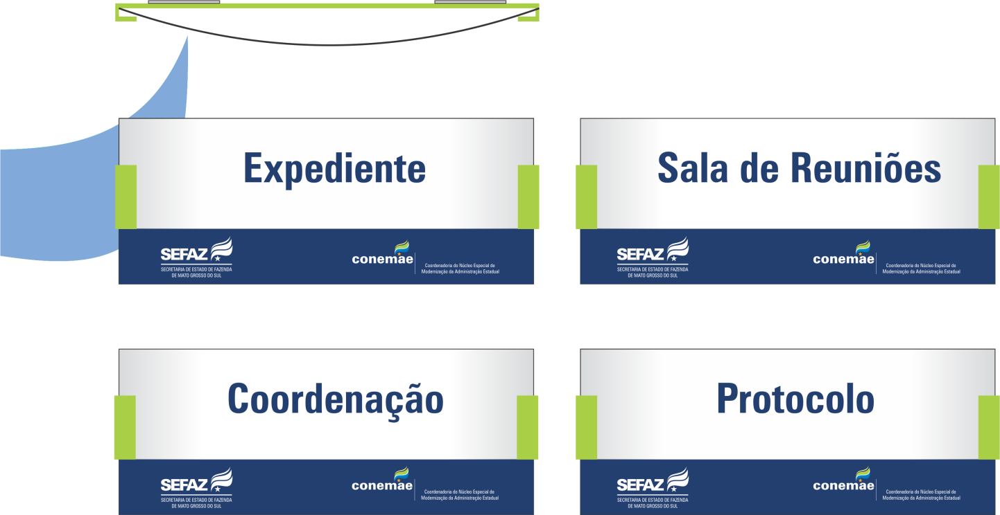 Expediente
SEFAZ
SECRETARIA DE ESTADO DE FAZENDA
DE MATO GROSSO DO SUL
conemae
Coordenadoria do Núcleo Especial de
Modernização da Administração Estadual
Sala de Reuniões
SEFAZ
SECRETARIA DE ESTADO DE FAZENDA
DE MATO GROSSO DO SUL
conemae
Coordenadoria do Núcleo Especial de
Modernização da Administração Estadual
Coordenação
SEFAZ
SECRETARIA DE ESTADO DE FAZENDA
DE MATO GROSSO DO SUL
conemae
Coordenadoria do Núcleo Especial de
Modernização da Administração Estadual
Protocolo
SEFAZ
SECRETARIA DE ESTADO DE FAZENDA
DE MATO GROSSO DO SUL
conemae
Coordenadoria do Núcleo Especial de
Modernização da Administração Estadual